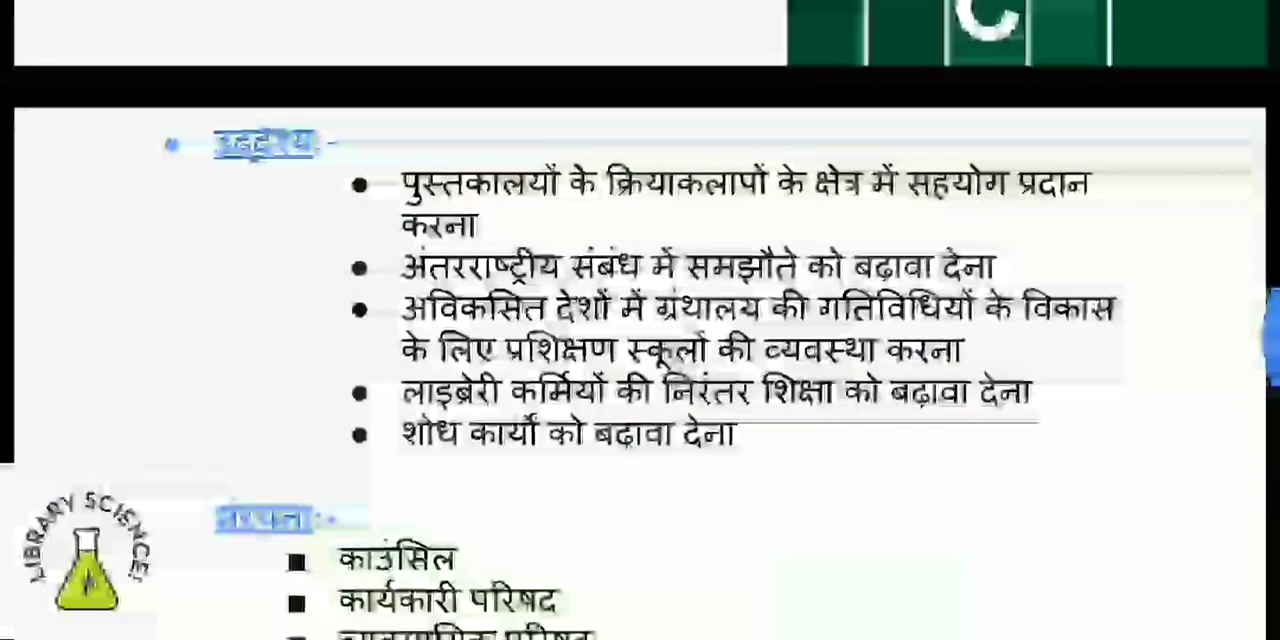 C
उद्देश्य:-
● पुस्तकालयों के क्रियाकलापों के क्षेत्र में सहयोग प्रदान
करना
● अंतरराष्ट्रीय संबंध में समझौते को बढ़ावा देना
● अविकसित देशों में ग्रंथालय की गतिविधियों के विकास
के लिए प्रशिक्षण स्कूलों की व्यवस्था करना
● लाइब्रेरी कर्मियों की निरंतर शिक्षा को बढ़ावा देना
● शोध कार्यों को बढ़ावा देना
LIBRARY SCIENCE
संरचना:-
■ काउंसिल
■ कार्यकारी परिषद